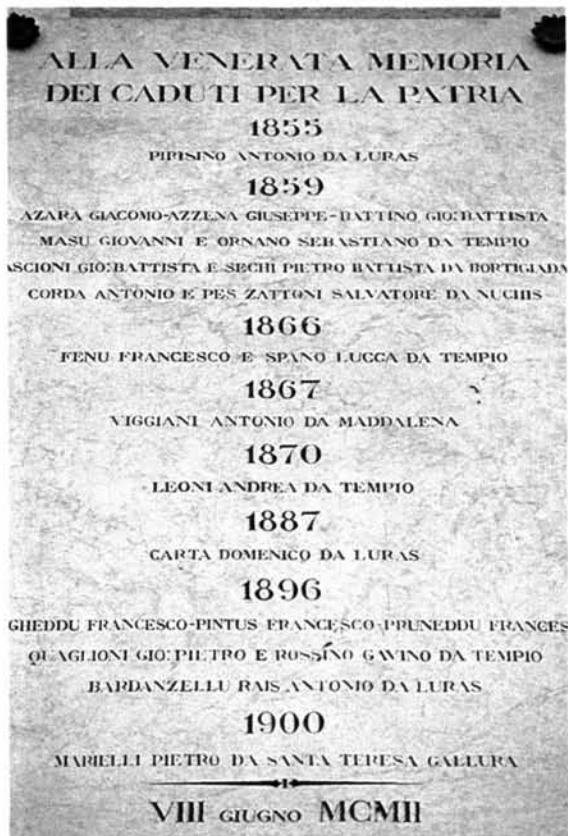 ALLA VENERATA MEMORIA
DEI CADUTI PER LA PATRIA
1855
PIPISINO ANTONIO DA LURAS
1859
AZARA GIACOMO-AZZENA GIUSEPPE-BATTINO GIO:BATTISTA
MASU GIOVANNI E ORNANO SEBASTIANO DA TEMPIO
ASCIONI GIO:BATTISTA E SECHI PIETRO BATTISTA DA BORTIGIADA
CORDA ANTONIO E PES ZATTONI SALVATORE DA NUCHIS
1866
FENU FRANCESCO E SPANO LUCCA DA TEMPIO
1867
VIGGIANI ANTONIO DA MADDALENA
1870
LEONI ANDREA DA TEMPIO
1887
CARTA DOMENICO DA LURAS
1896
GHEDDU FRANCESCO-PINTUS FRANCESCO-PRUNEDDU FRANCES
QUAGLIONI GIO:PIETRO E ROSSINO GAVINO DA TEMPIO
BARDANZELLU RAIS ANTONIO DA LURAS
1900
MARIELLI PIETRO DA SANTA TERESA GALLURA
VIII GIUGNO MCMII